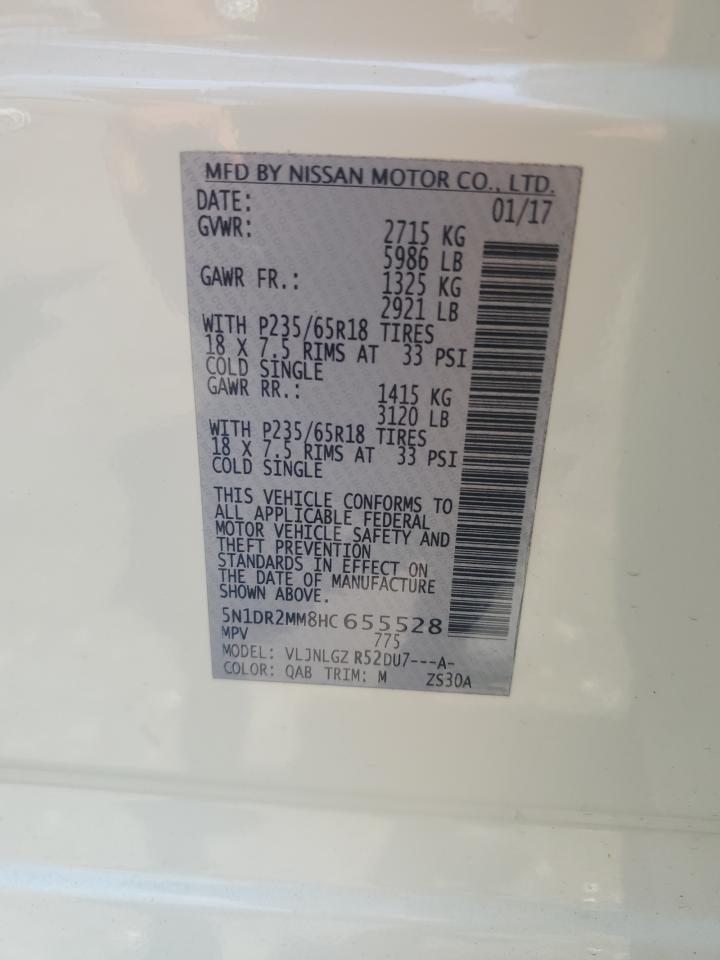 MFD BY NISSAN MOTOR CO., LTD.
DATE: 01/17
GVWR: 2715 KG
5986 LB
GAWR FR.: 1325 KG
2921 LB
WITH P235/65R18 TIRES
18 X 7.5 RIMS AT 33 PSI
COLD SINGLE
GAWR RR.: 1415 KG
3120 LB
WITH P235/65R18 TIRES
18 X 7.5 RIMS AT 33 PSI
COLD SINGLE
THIS VEHICLE CONFORMS TO
ALL APPLICABLE FEDERAL
MOTOR VEHICLE SAFETY AND
THEFT PREVENTION
STANDARDS IN EFFECT ON
THE DATE OF MANUFACTURE
SHOWN ABOVE.
5N1DR2MM8HC655528
MPV 775
MODEL: VLJNLGZ R52DU7---A-
COLOR: QAB TRIM: M ZS30A